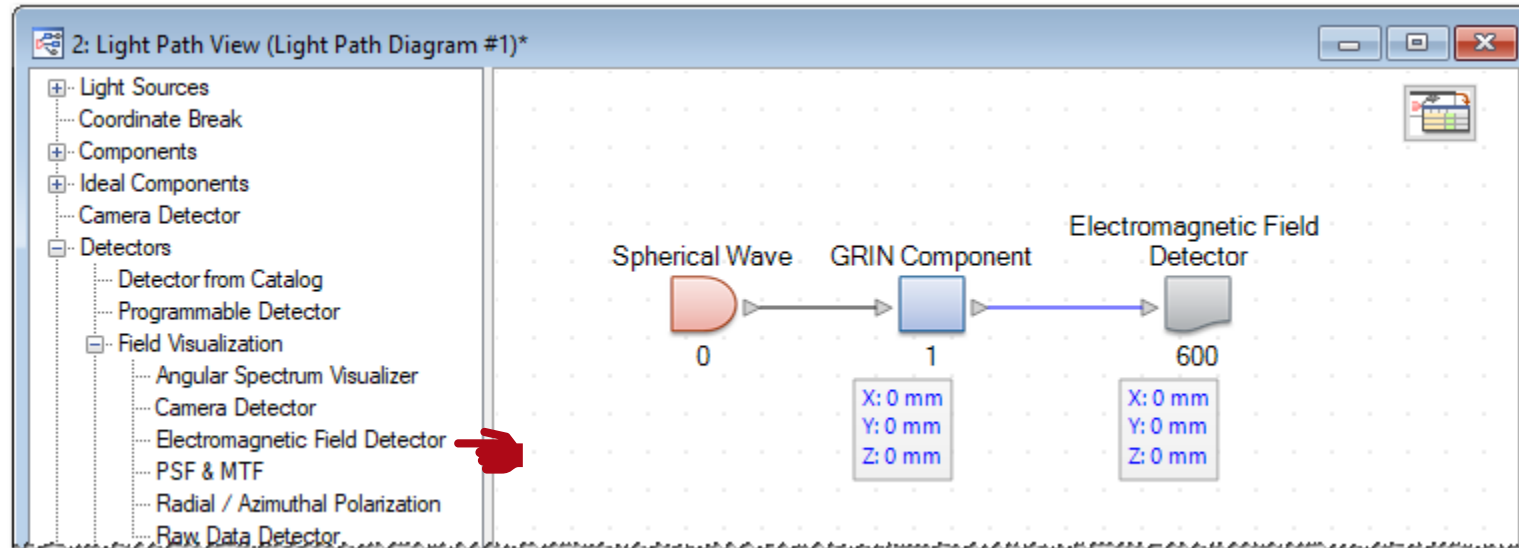 2: Light Path View (Light Path Diagram #1)*
Light Sources
Coordinate Break
Components
Ideal Components
Camera Detector
Detectors
Detector from Catalog
Programmable Detector
Field Visualization
Angular Spectrum Visualizer
Camera Detector
Electromagnetic Field Detector
PSF & MTF
Radial / Azimuthal Polarization
Raw Data Detector
Spherical Wave
0
GRIN Component
1
X: 0 mm
Y: 0 mm
Z: 0 mm
Electromagnetic Field
Detector
600
X: 0 mm
Y: 0 mm
Z: 0 mm